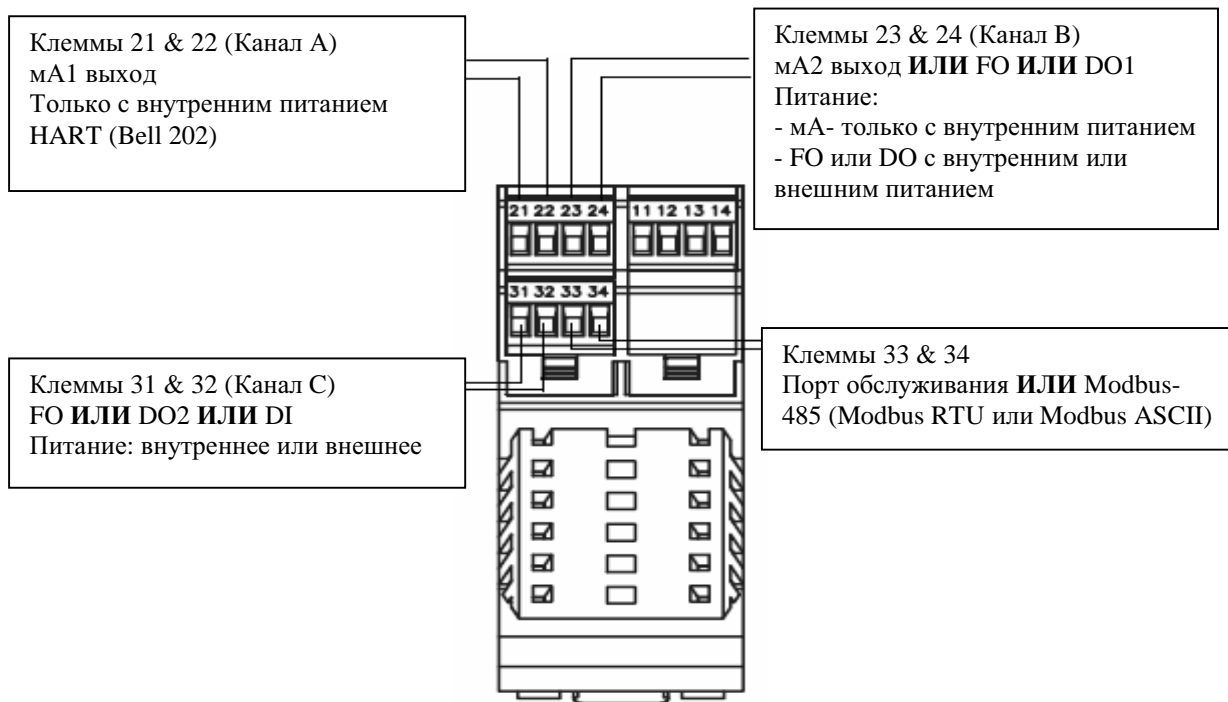 Клеммы 21 & 22 (Канал A)
мА1 выход
Только с внутренним питанием
HART (Bell 202)
Клеммы 23 & 24 (Канал B)
мА2 выход ИЛИ FO ИЛИ DO1
Питание:
- мА- только с внутренним питанием
- FO или DO с внутренним или
внешним питанием
21 22 23 24 11 12 13 14
31 32 33 34
Клеммы 31 & 32 (Канал C)
FO ИЛИ DO2 ИЛИ DI
Питание: внутреннее или внешнее
Клеммы 33 & 34
Порт обслуживания ИЛИ Modbus-
485 (Modbus RTU или Modbus ASCII)